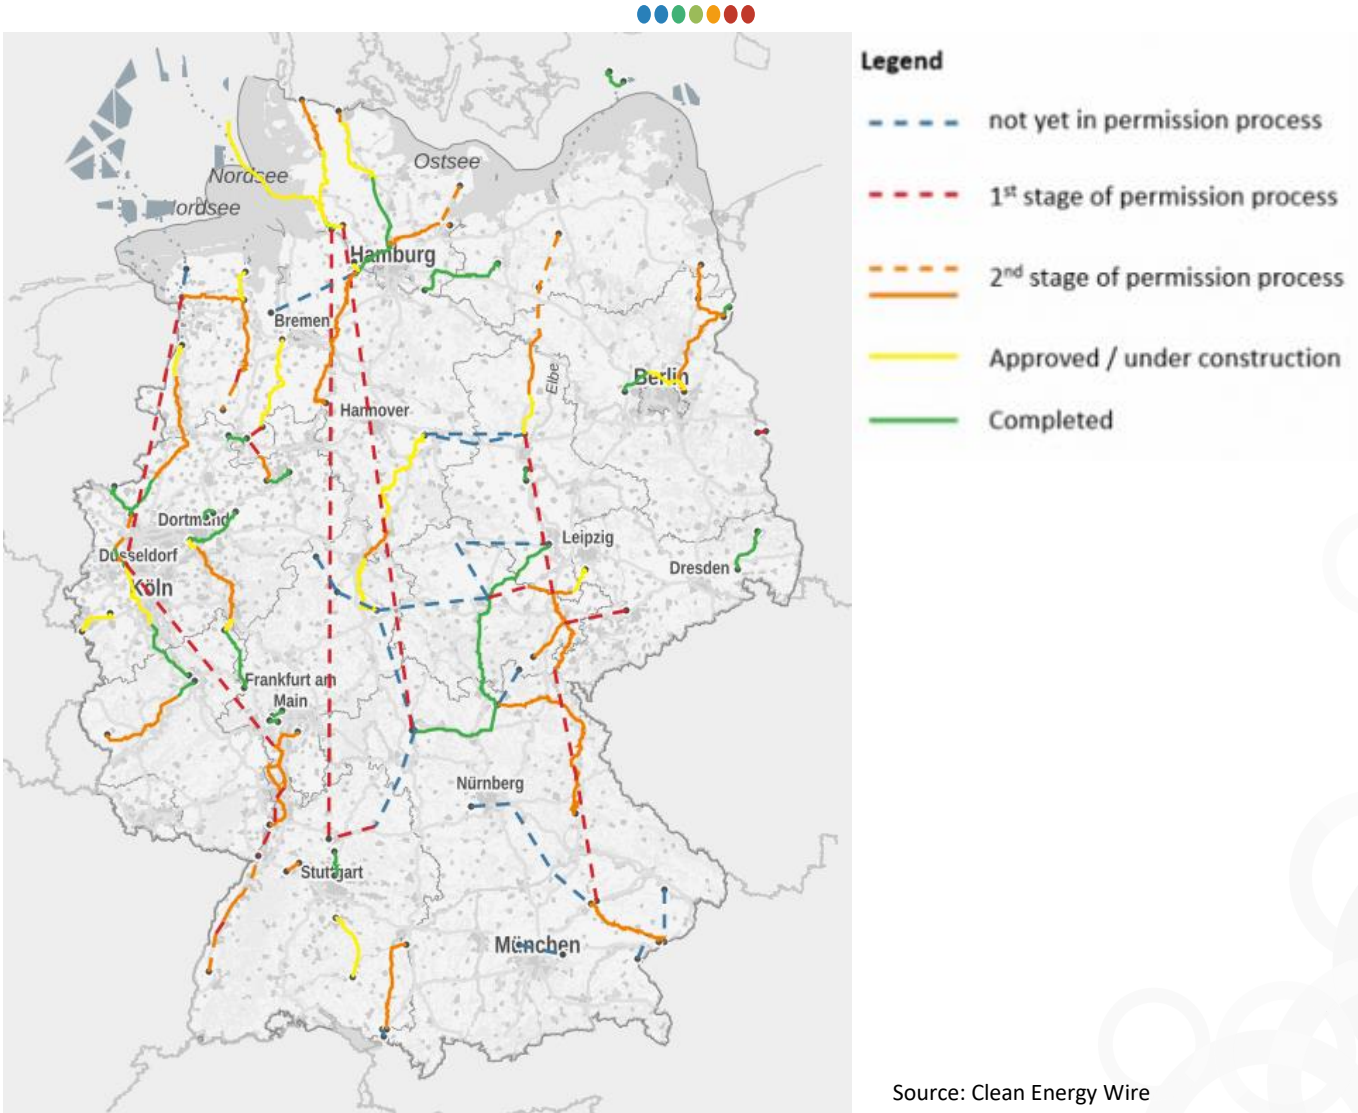 Legend
not yet in permission process
1st stage of permission process
2nd stage of permission process
Approved / under construction
Completed
Nordsee
Nordsee
Ostsee
Hamburg
Bremen
Elbe
Berlin
Hannover
Dortmund
Leipzig
Düsseldorf
Dresden
Köln
Frankfurt am
Main
Nürnberg
Stuttgart
München
Source: Clean Energy Wire